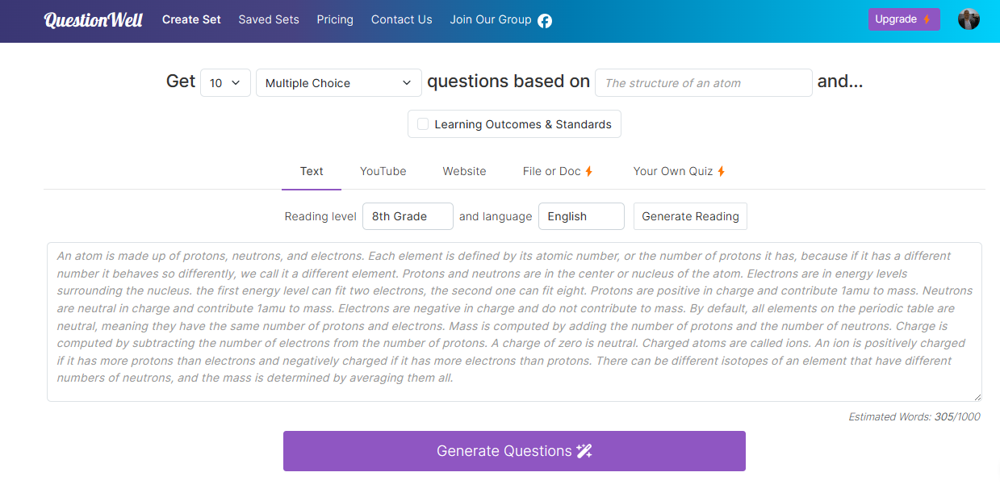 QuestionWell Create Set Saved Sets Pricing Contact Us Join Our Group Upgrade
Get 10 Multiple Choice questions based on The structure of an atom and...
Learning Outcomes & Standards
Text YouTube Website File or Doc Your Own Quiz
Reading level 8th Grade and language English Generate Reading
An atom is made up of protons, neutrons, and electrons. Each element is defined by its atomic number, or the number of protons it has, because if it has a different
number it behaves so differently, we call it a different element. Protons and neutrons are in the center or nucleus of the atom. Electrons are in energy levels
surrounding the nucleus. the first energy level can fit two electrons, the second one can fit eight. Protons are positive in charge and contribute 1amu to mass. Neutrons
are neutral in charge and contribute 1amu to mass. Electrons are negative in charge and do not contribute to mass. By default, all elements on the periodic table are
neutral, meaning they have the same number of protons and electrons. Mass is computed by adding the number of protons and the number of neutrons. Charge is
computed by subtracting the number of electrons from the number of protons. A charge of zero is neutral. Charged atoms are called ions. An ion is positively charged
if it has more protons than electrons and negatively charged if it has more electrons than protons. There can be different isotopes of an element that have different
numbers of neutrons, and the mass is determined by averaging them all.
Estimated Words: 305/1000
Generate Questions